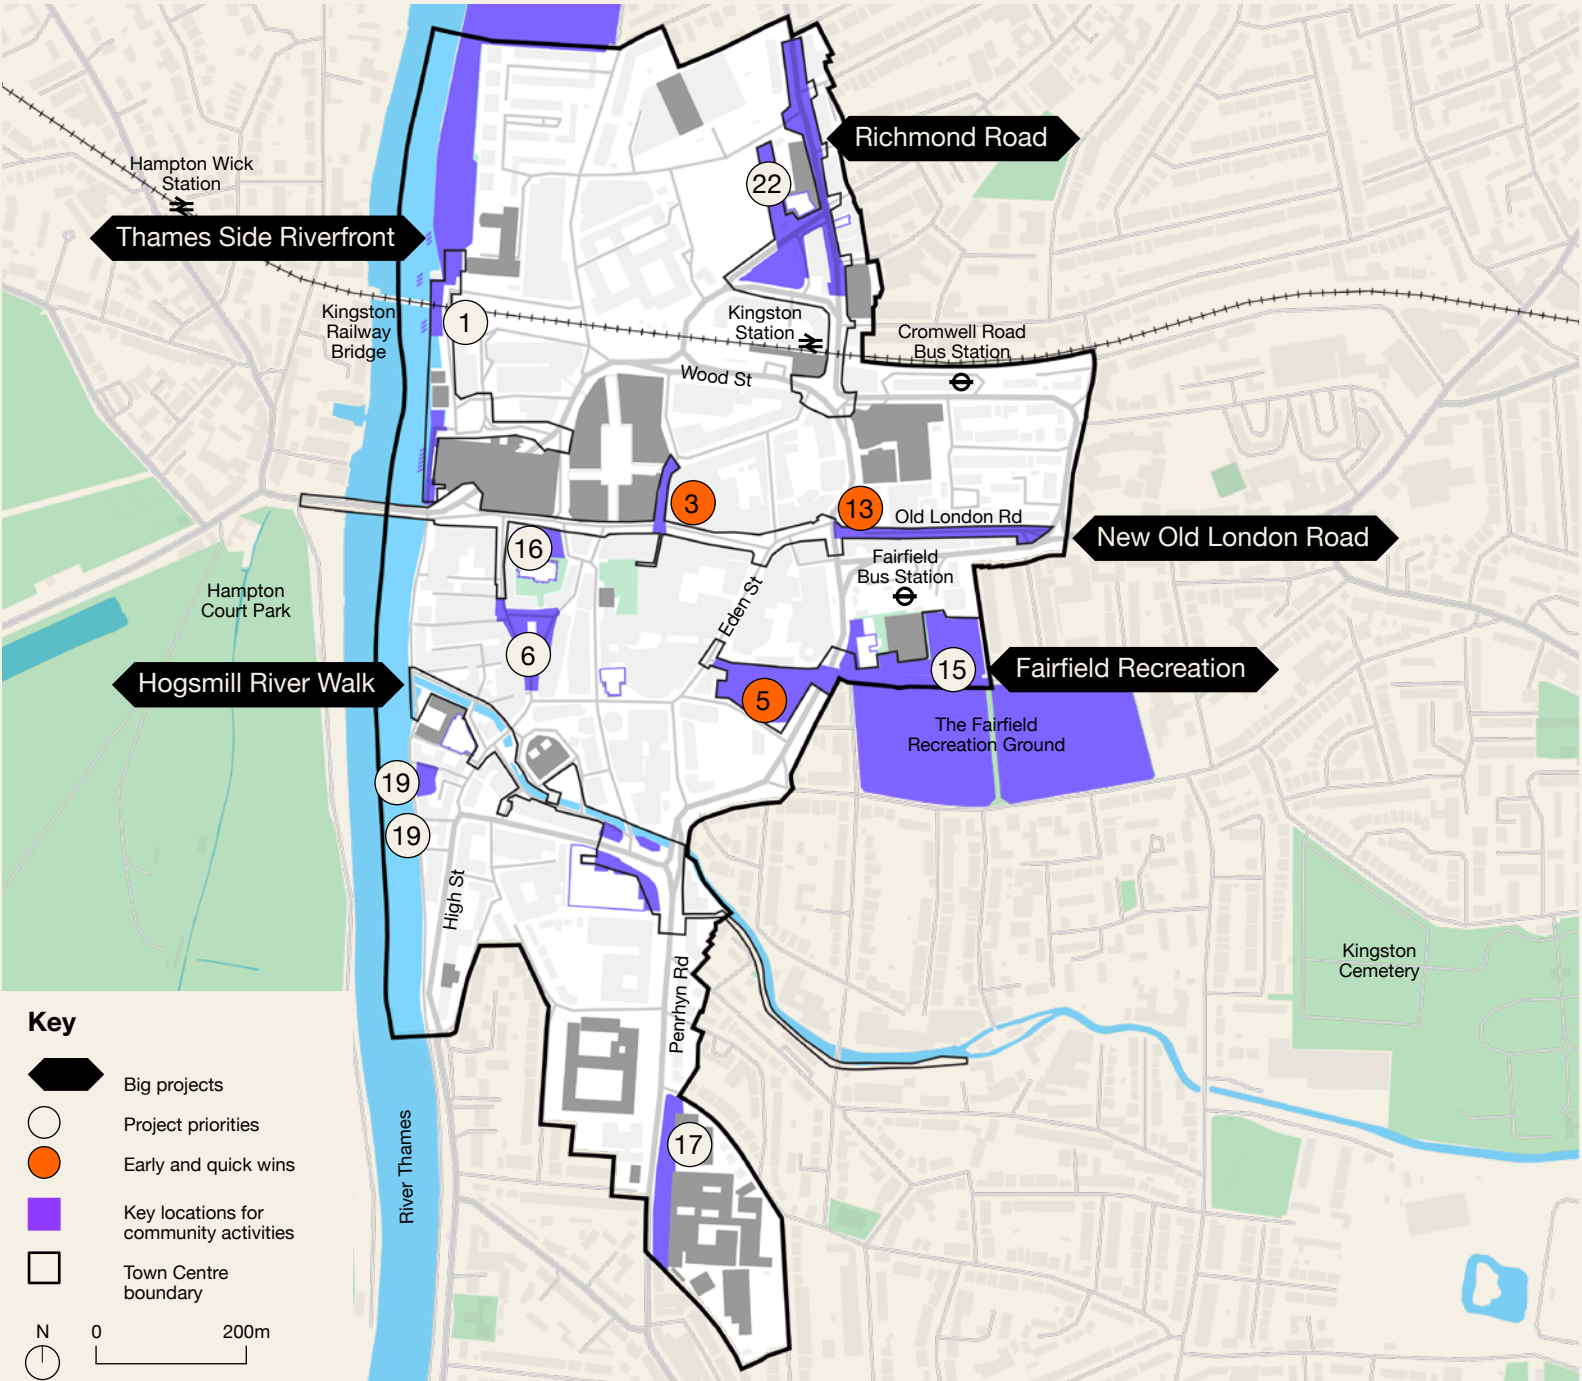 Richmond Road
Hampton Wick
Station
22
Thames Side Riverfront
Kingston
Railway
Bridge
1
Kingston
Station
Cromwell Road
Bus Station
Wood St
3
13
Old London Rd
New Old London Road
16
Fairfield
Bus Station
Hampton
Court Park
Eden St
6
15
Fairfield Recreation
Hogsmill River Walk
5
The Fairfield
Recreation Ground
19
19
High St
Kingston
Cemetery
Penrhyn Rd
17
River Thames
Key
Big projects
Project priorities
Early and quick wins
Key locations for
community activities
Town Centre
boundary
N
0
200m